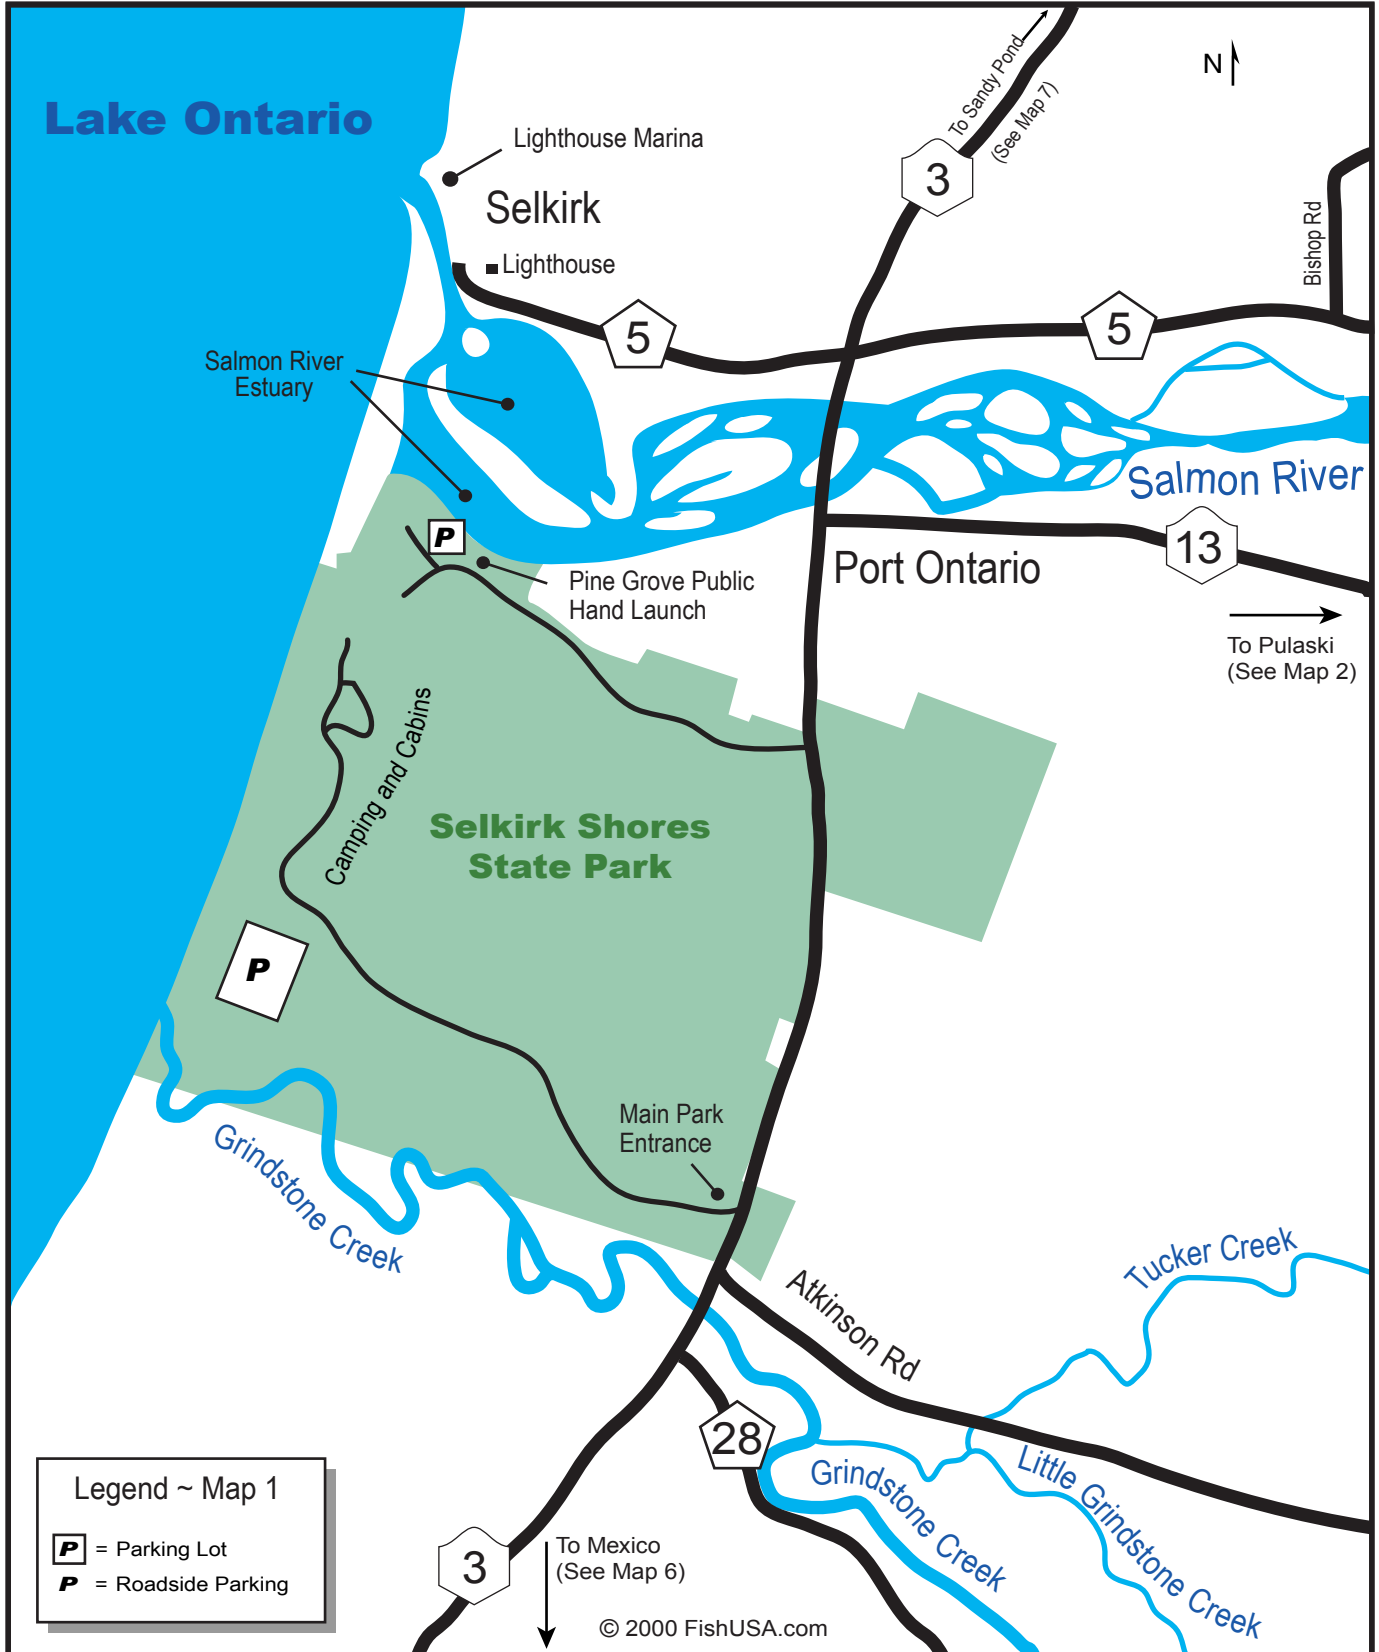 Lake Ontario
N
To Sandy Pond
(See Map 7)
3
Lighthouse Marina
Selkirk
Lighthouse
Bishop Rd
5
5
Salmon River
Estuary
Salmon River
13
Port Ontario
Pine Grove Public
Hand Launch
P
To Pulaski
(See Map 2)
Camping and Cabins
Selkirk Shores
State Park
P
Main Park
Entrance
Grindstone Creek
Tucker Creek
Atkinson Rd
28
Grindstone Creek
Little Grindstone Creek
Legend ~ Map 1
P = Parking Lot
P = Roadside Parking
3
To Mexico
(See Map 6)
© 2000 FishUSA.com